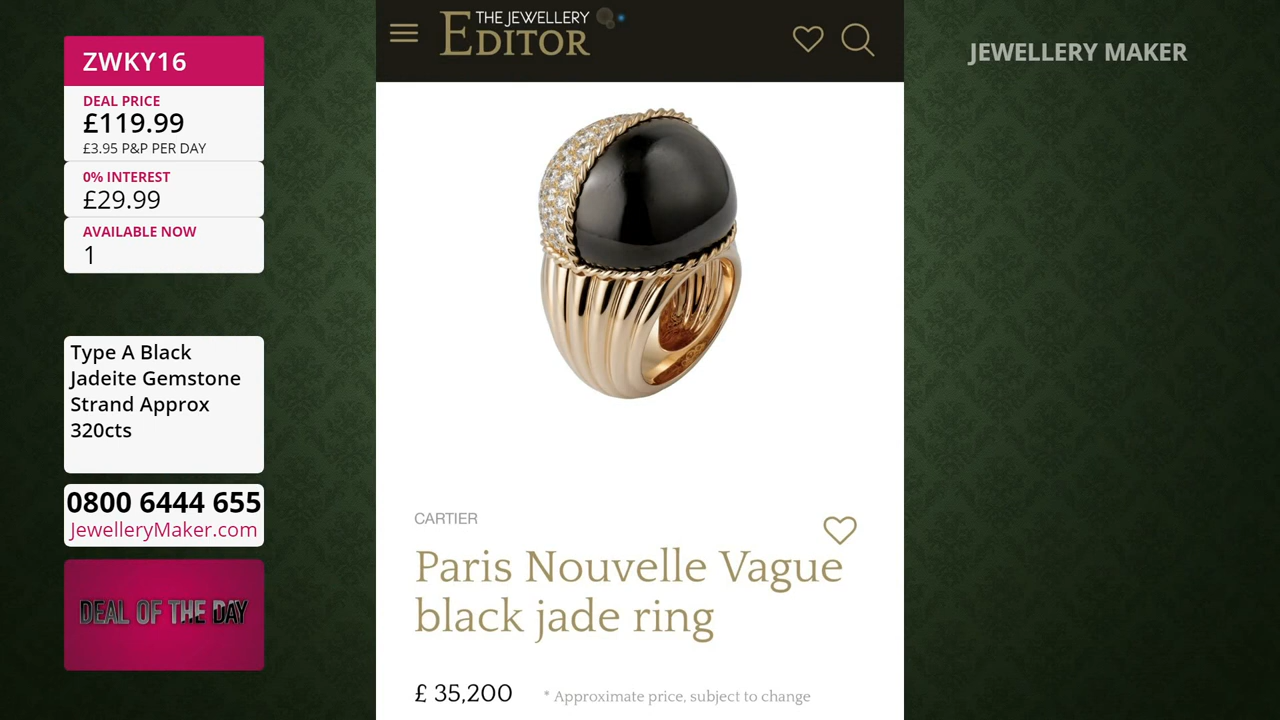 ZWKY16
DEAL PRICE
£119.99
£3.95 P&P PER DAY
0% INTEREST
£29.99
AVAILABLE NOW
1
Type A Black
Jadeite Gemstone
Strand Approx
320cts
0800 6444 655
JewelleryMaker.com
DEAL OF THE DAY
THE JEWELLERY
EDITOR
CARTIER
Paris Nouvelle Vague
black jade ring
£ 35,200
* Approximate price, subject to change
JEWELLERY MAKER